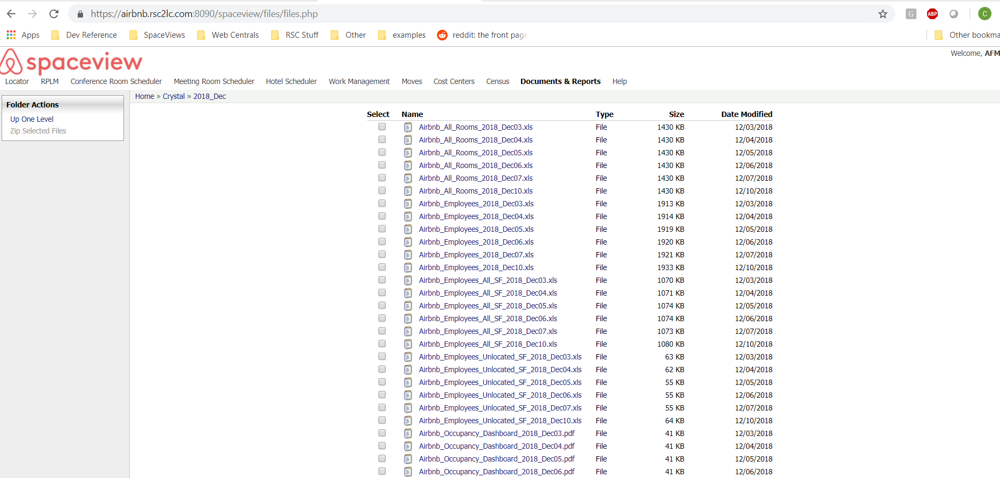 https://airbnb.rsc2lc.com:8090/spaceview/files/files.php G ABP C
Apps Dev Reference SpaceViews Web Centrals RSC Stuff Other examples reddit: the front page Other bookma
Welcome, AFM
spaceview
Locator RPLM Conference Room Scheduler Meeting Room Scheduler Hotel Scheduler Work Management Moves Cost Centers Census Documents & Reports Help
Home » Crystal » 2018_Dec
Folder Actions
Up One Level
Zip Selected Files
Select Name Type Size Date Modified
Airbnb_All_Rooms_2018_Dec03.xls File 1430 KB 12/03/2018
Airbnb_All_Rooms_2018_Dec04.xls File 1430 KB 12/04/2018
Airbnb_All_Rooms_2018_Dec05.xls File 1430 KB 12/05/2018
Airbnb_All_Rooms_2018_Dec06.xls File 1430 KB 12/06/2018
Airbnb_All_Rooms_2018_Dec07.xls File 1430 KB 12/07/2018
Airbnb_All_Rooms_2018_Dec10.xls File 1430 KB 12/10/2018
Airbnb_Employees_2018_Dec03.xls File 1913 KB 12/03/2018
Airbnb_Employees_2018_Dec04.xls File 1914 KB 12/04/2018
Airbnb_Employees_2018_Dec05.xls File 1919 KB 12/05/2018
Airbnb_Employees_2018_Dec06.xls File 1920 KB 12/06/2018
Airbnb_Employees_2018_Dec07.xls File 1921 KB 12/07/2018
Airbnb_Employees_2018_Dec10.xls File 1933 KB 12/10/2018
Airbnb_Employees_All_SF_2018_Dec03.xls File 1070 KB 12/03/2018
Airbnb_Employees_All_SF_2018_Dec04.xls File 1071 KB 12/04/2018
Airbnb_Employees_All_SF_2018_Dec05.xls File 1074 KB 12/05/2018
Airbnb_Employees_All_SF_2018_Dec06.xls File 1074 KB 12/06/2018
Airbnb_Employees_All_SF_2018_Dec07.xls File 1073 KB 12/07/2018
Airbnb_Employees_All_SF_2018_Dec10.xls File 1080 KB 12/10/2018
Airbnb_Employees_Unlocated_SF_2018_Dec03.xls File 63 KB 12/03/2018
Airbnb_Employees_Unlocated_SF_2018_Dec04.xls File 62 KB 12/04/2018
Airbnb_Employees_Unlocated_SF_2018_Dec05.xls File 55 KB 12/05/2018
Airbnb_Employees_Unlocated_SF_2018_Dec06.xls File 55 KB 12/06/2018
Airbnb_Employees_Unlocated_SF_2018_Dec07.xls File 55 KB 12/07/2018
Airbnb_Employees_Unlocated_SF_2018_Dec10.xls File 64 KB 12/10/2018
Airbnb_Occupancy_Dashboard_2018_Dec03.pdf File 41 KB 12/03/2018
Airbnb_Occupancy_Dashboard_2018_Dec04.pdf File 41 KB 12/04/2018
Airbnb_Occupancy_Dashboard_2018_Dec05.pdf File 41 KB 12/05/2018
Airbnb_Occupancy_Dashboard_2018_Dec06.pdf File 41 KB 12/06/2018